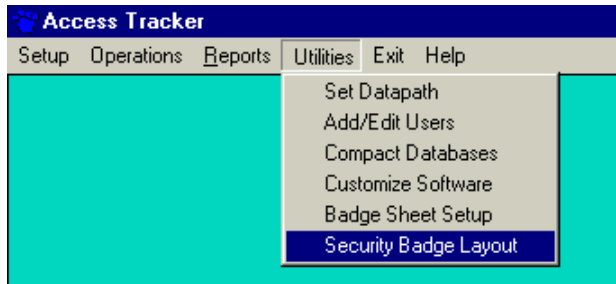 Access Tracker
Setup Operations Reports Utilities Exit Help
Set Datapath
Add/Edit Users
Compact Databases
Customize Software
Badge Sheet Setup
Security Badge Layout